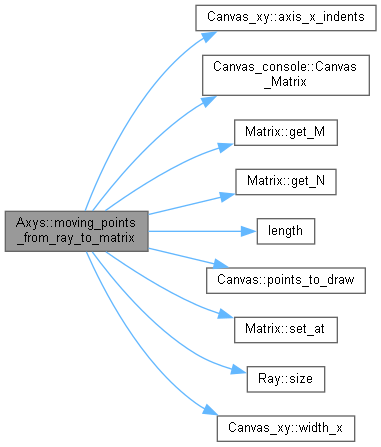 Canvas_xy::axis_x_indents
Canvas_console::Canvas
_Matrix
Matrix::get_M
Matrix::get_N
Axys::moving_points
_from_ray_to_matrix
length
Canvas::points_to_draw
Matrix::set_at
Ray::size
Canvas_xy::width_x